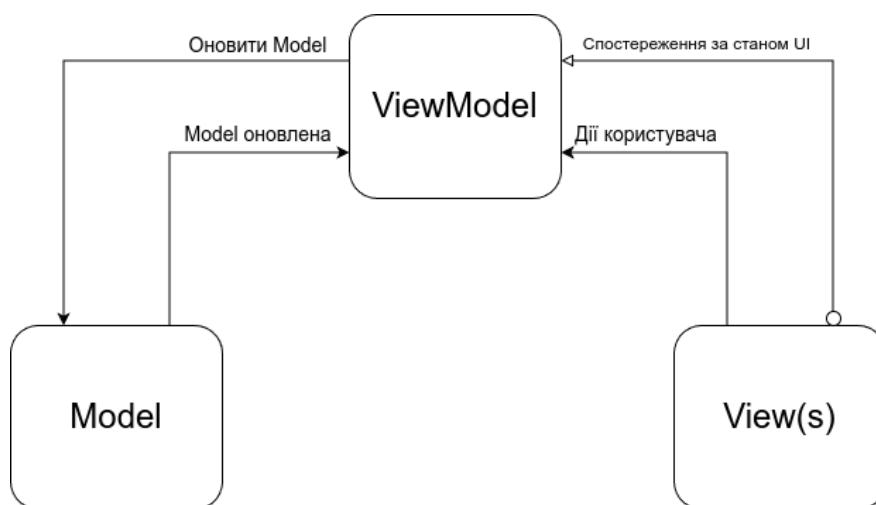 Оновити Model
Спостереження за станом UI
ViewModel
Model оновлена
Дії користувача
Model
View(s)